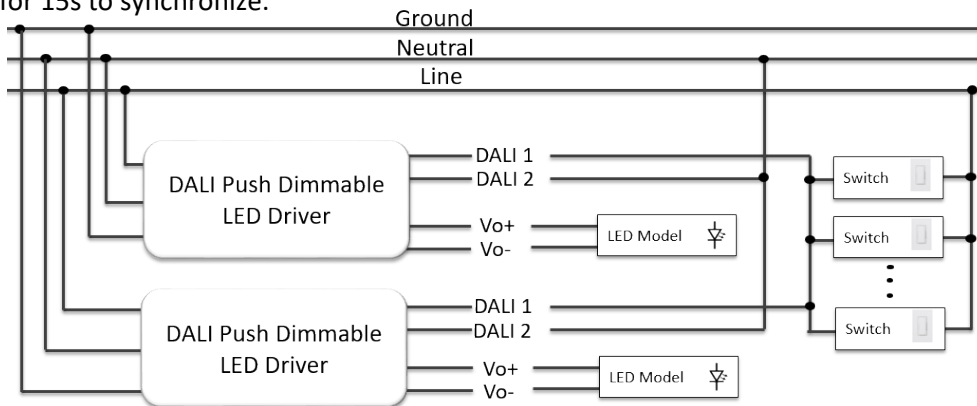 for 15s to synchronize.
Ground
Neutral
Line
DALI Push Dimmable
LED Driver
DALI 1
DALI 2
Vo+
Vo-
LED Model
Switch
Switch
Switch
DALI Push Dimmable
LED Driver
DALI 1
DALI 2
Vo+
Vo-
LED Model